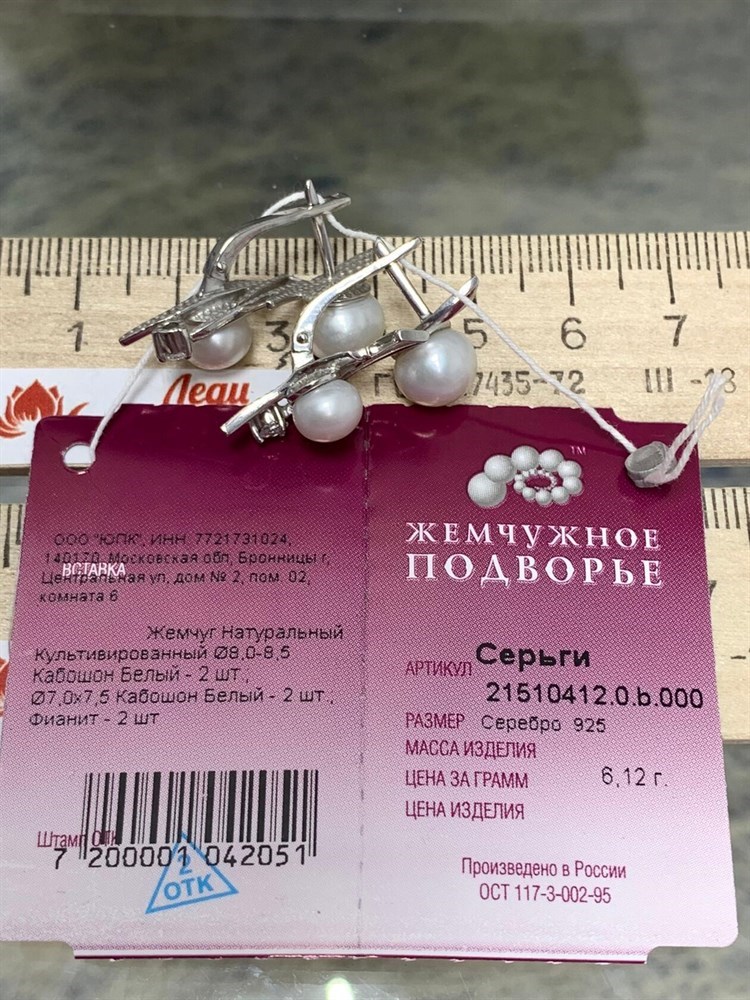 1 3 5 6 7
Леди
7435-72 Ш -13
ООО "ЮПК", ИНН 7721731024,
140170, Московская обл, Бронницы г,
ВСТАВКА
Центральная ул, дом № 2, пом. 02,
комната 6
Жемчуг Натуральный
Культивированный Ø8,0-8,5
Кабошон Белый - 2 шт.;
Ø7,0х7,5 Кабошон Белый - 2 шт.;
Фианит - 2 шт
Штамп ОТК
7 200001 042051
2
ОТК
TM
ЖЕМЧУЖНОЕ
ПОДВОРЬЕ
АРТИКУЛ Серьги
21510412.0.b.000
РАЗМЕР Серебро 925
МАССА ИЗДЕЛИЯ
ЦЕНА ЗА ГРАММ 6,12 г.
ЦЕНА ИЗДЕЛИЯ
Произведено в России
ОСТ 117-3-002-95